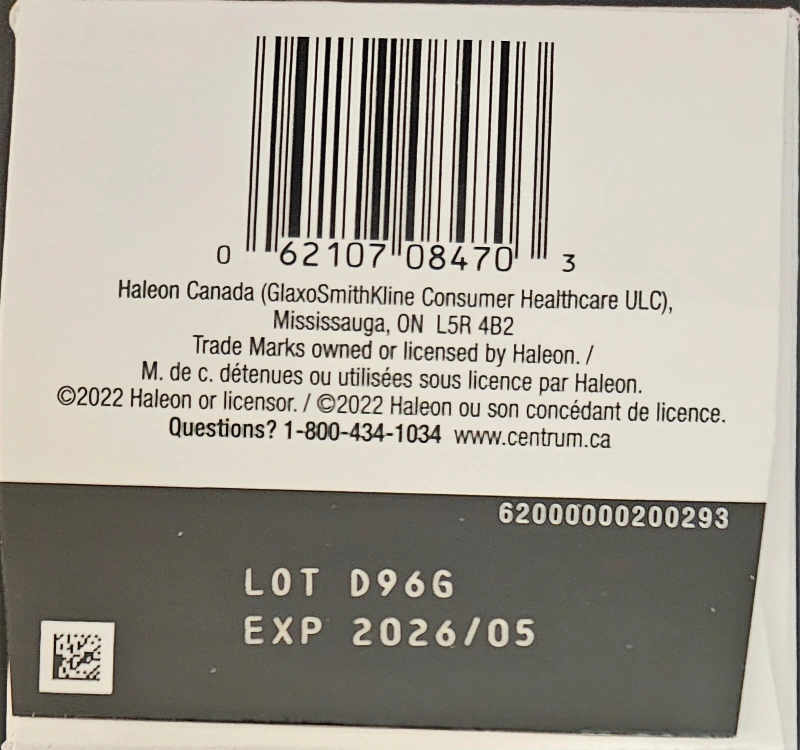 0 62107 08470 3
Haleon Canada (GlaxoSmithKline Consumer Healthcare ULC),
Mississauga, ON L5R 4B2
Trade Marks owned or licensed by Haleon. /
M. de c. détenues ou utilisées sous licence par Haleon.
©2022 Haleon or licensor. / ©2022 Haleon ou son concédant de licence.
Questions? 1-800-434-1034 www.centrum.ca
62000000200293
LOT D96G
EXP 2026/05